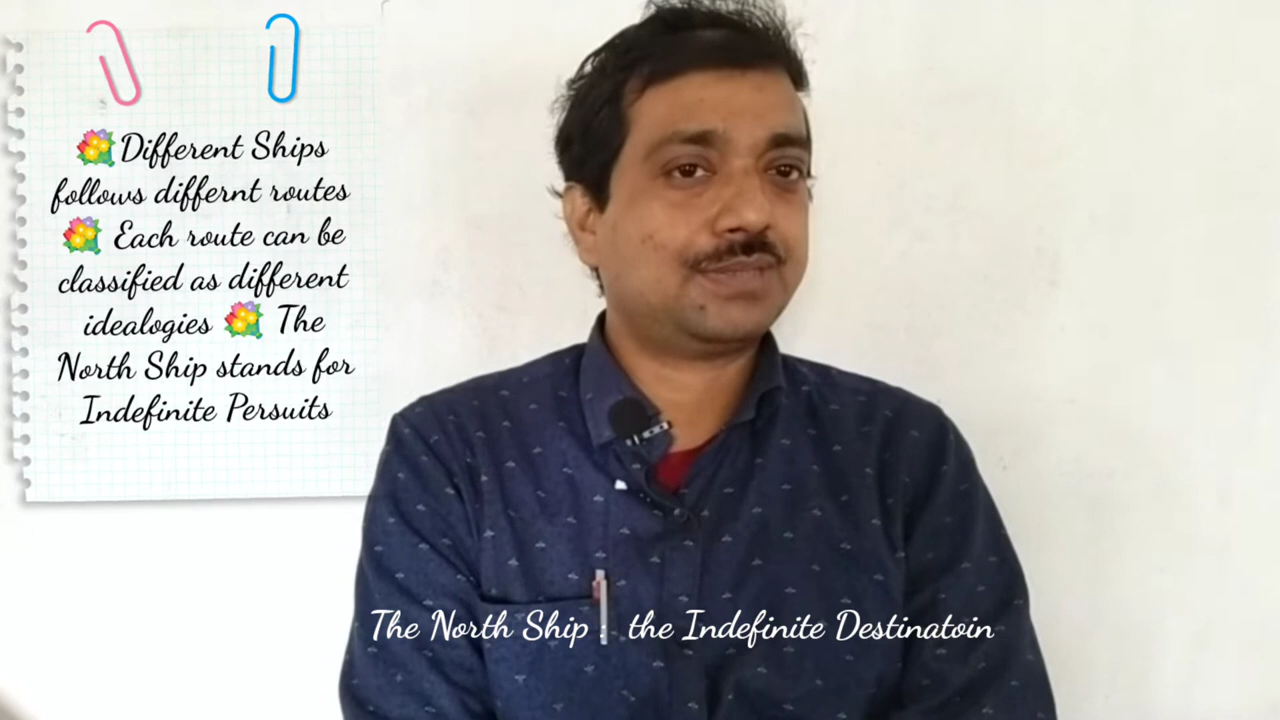 💐Different Ships
follows differnt routes
💐 Each route can be
classified as different
idealogies 💐 The
North Ship stands for
Indefinite Persuits
The North Ship : the Indefinite Destinatoin